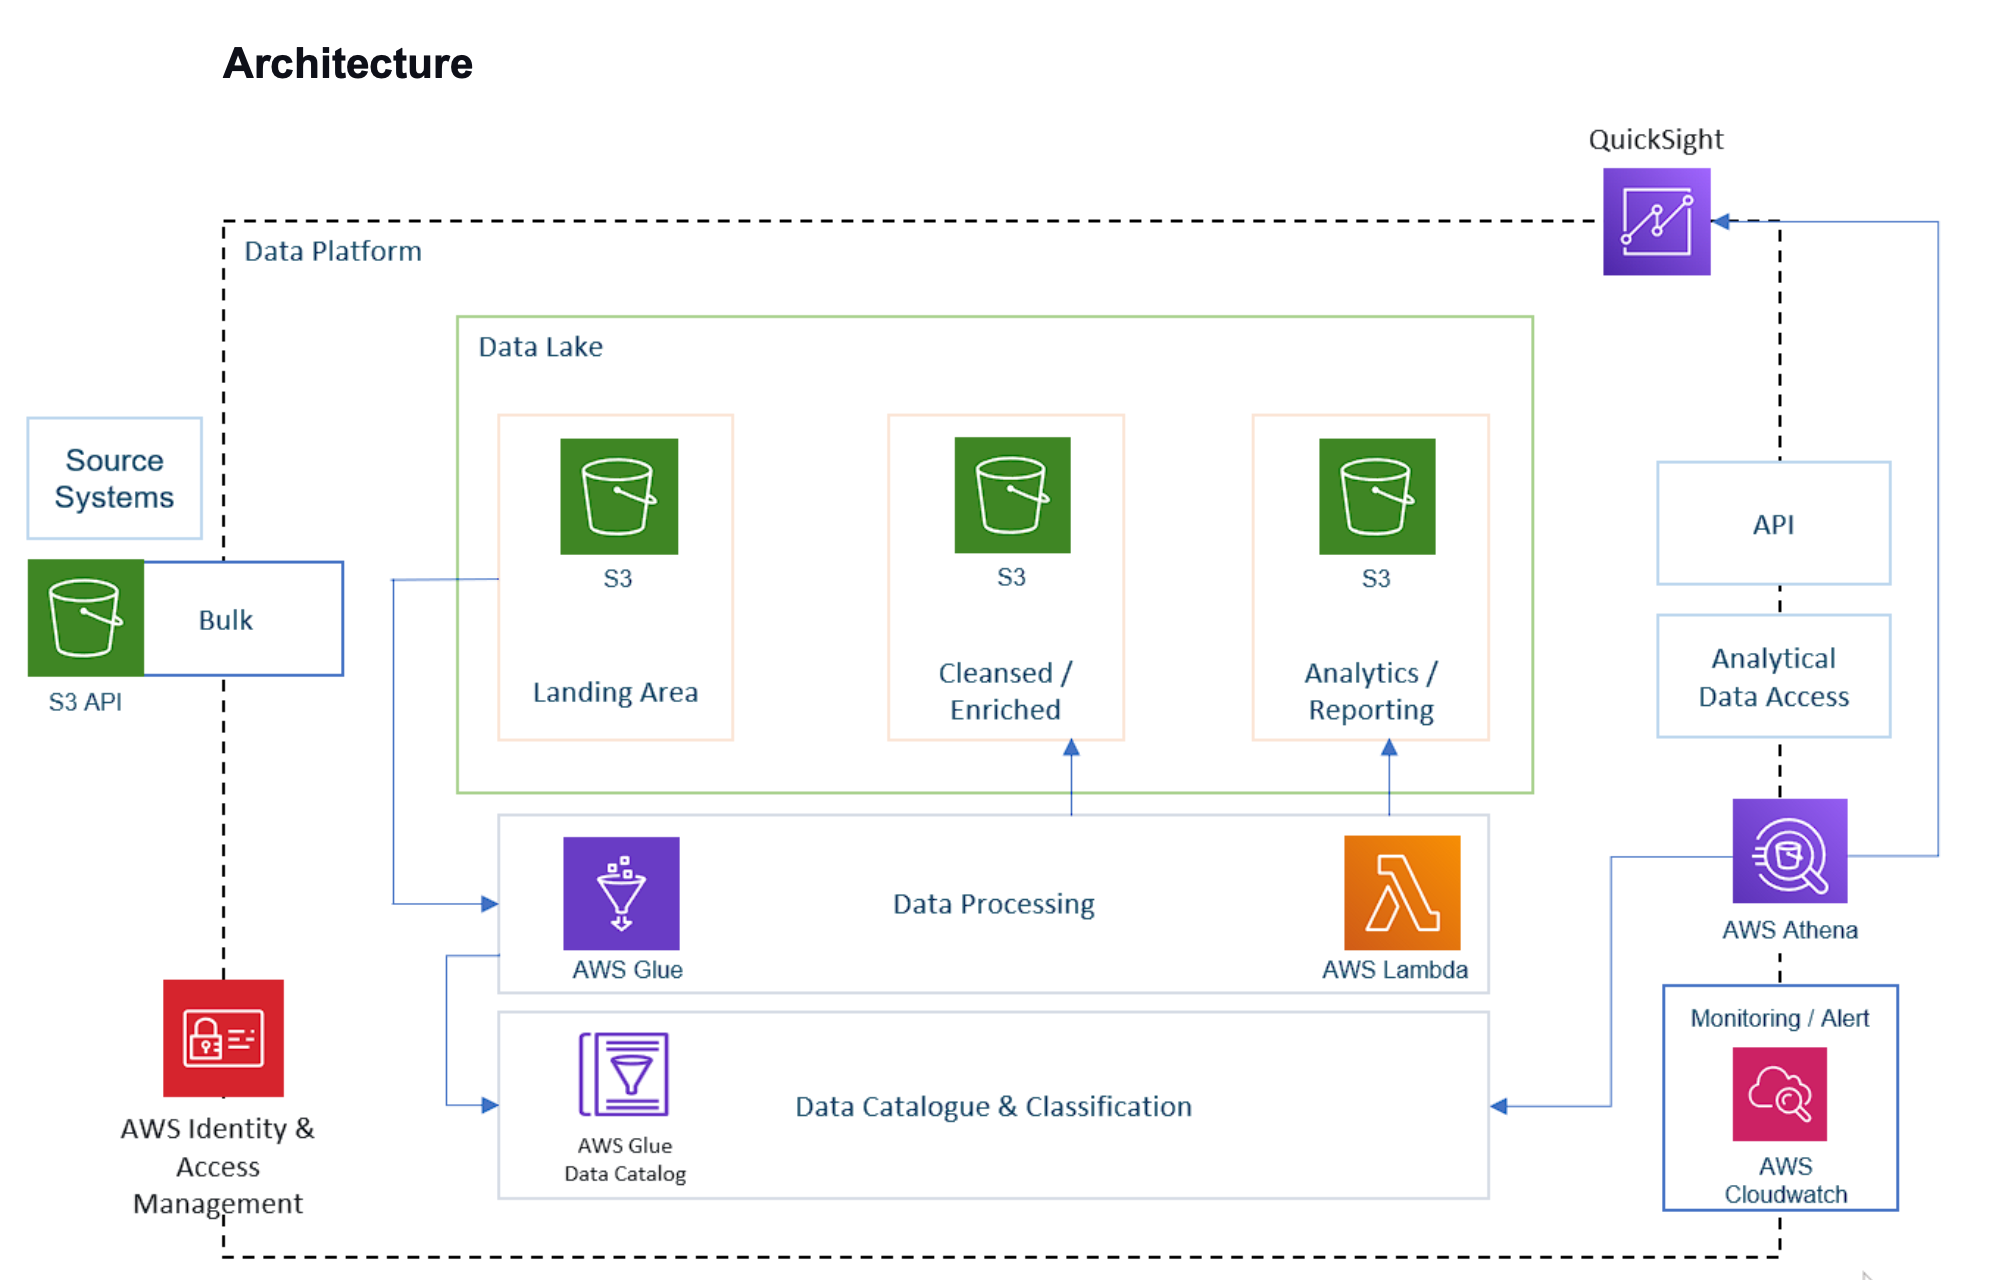 Architecture
QuickSight
Data Platform
Data Lake
Source
Systems
S3
S3
S3
API
Bulk
S3 API
Landing Area
Cleansed /
Enriched
Analytics /
Reporting
Analytical
Data Access
Data Processing
AWS Glue
AWS Lambda
AWS Athena
AWS Identity &
Access
Management
Data Catalogue & Classification
AWS Glue
Data Catalog
Monitoring / Alert
AWS
Cloudwatch